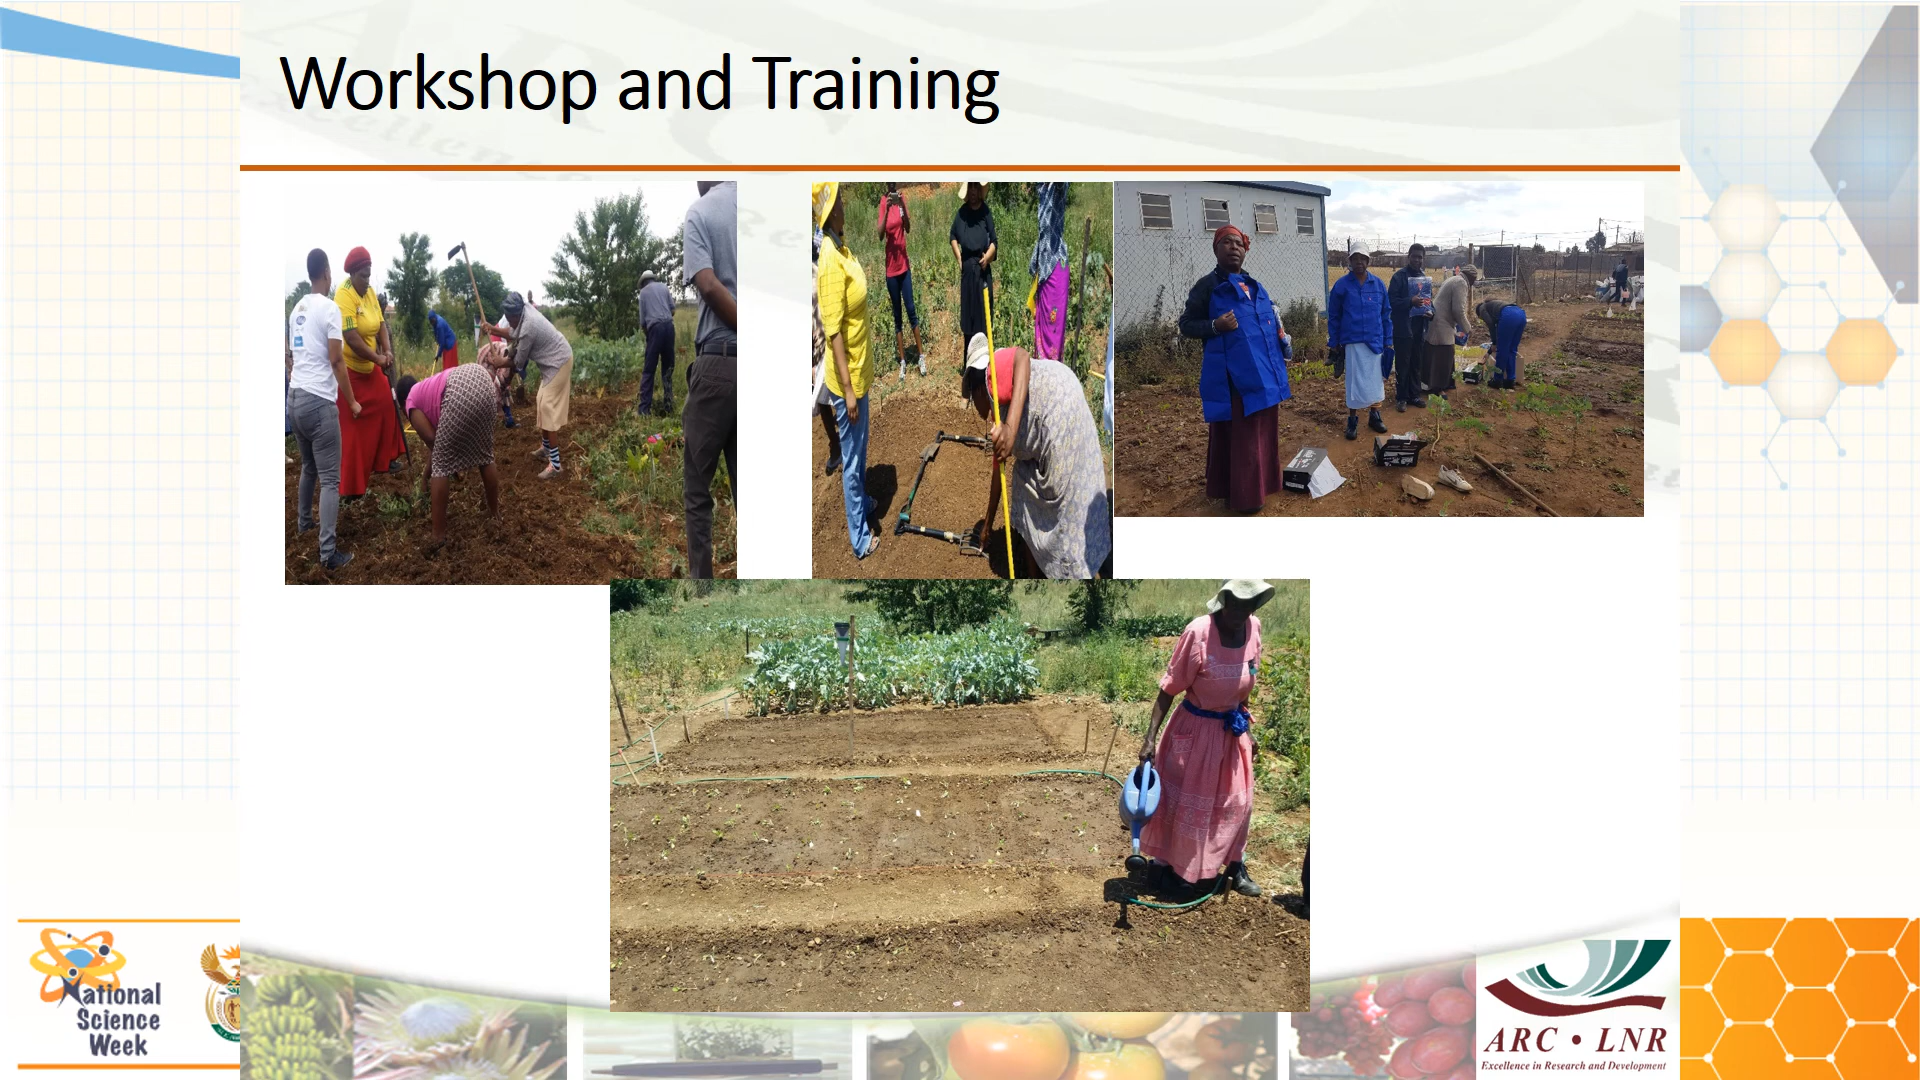 Workshop and Training
National
Science
Week
ARC • LNR
Excellence in Research and Development